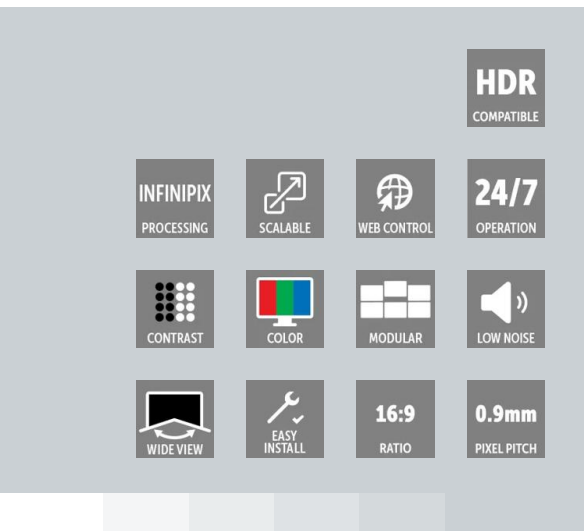 HDR
COMPATIBLE
INFINIPIX
PROCESSING
SCALABLE
WEB CONTROL
24/7
OPERATION
CONTRAST
COLOR
MODULAR
LOW NOISE
WIDE VIEW
EASY
INSTALL
16:9
RATIO
0.9mm
PIXEL PITCH